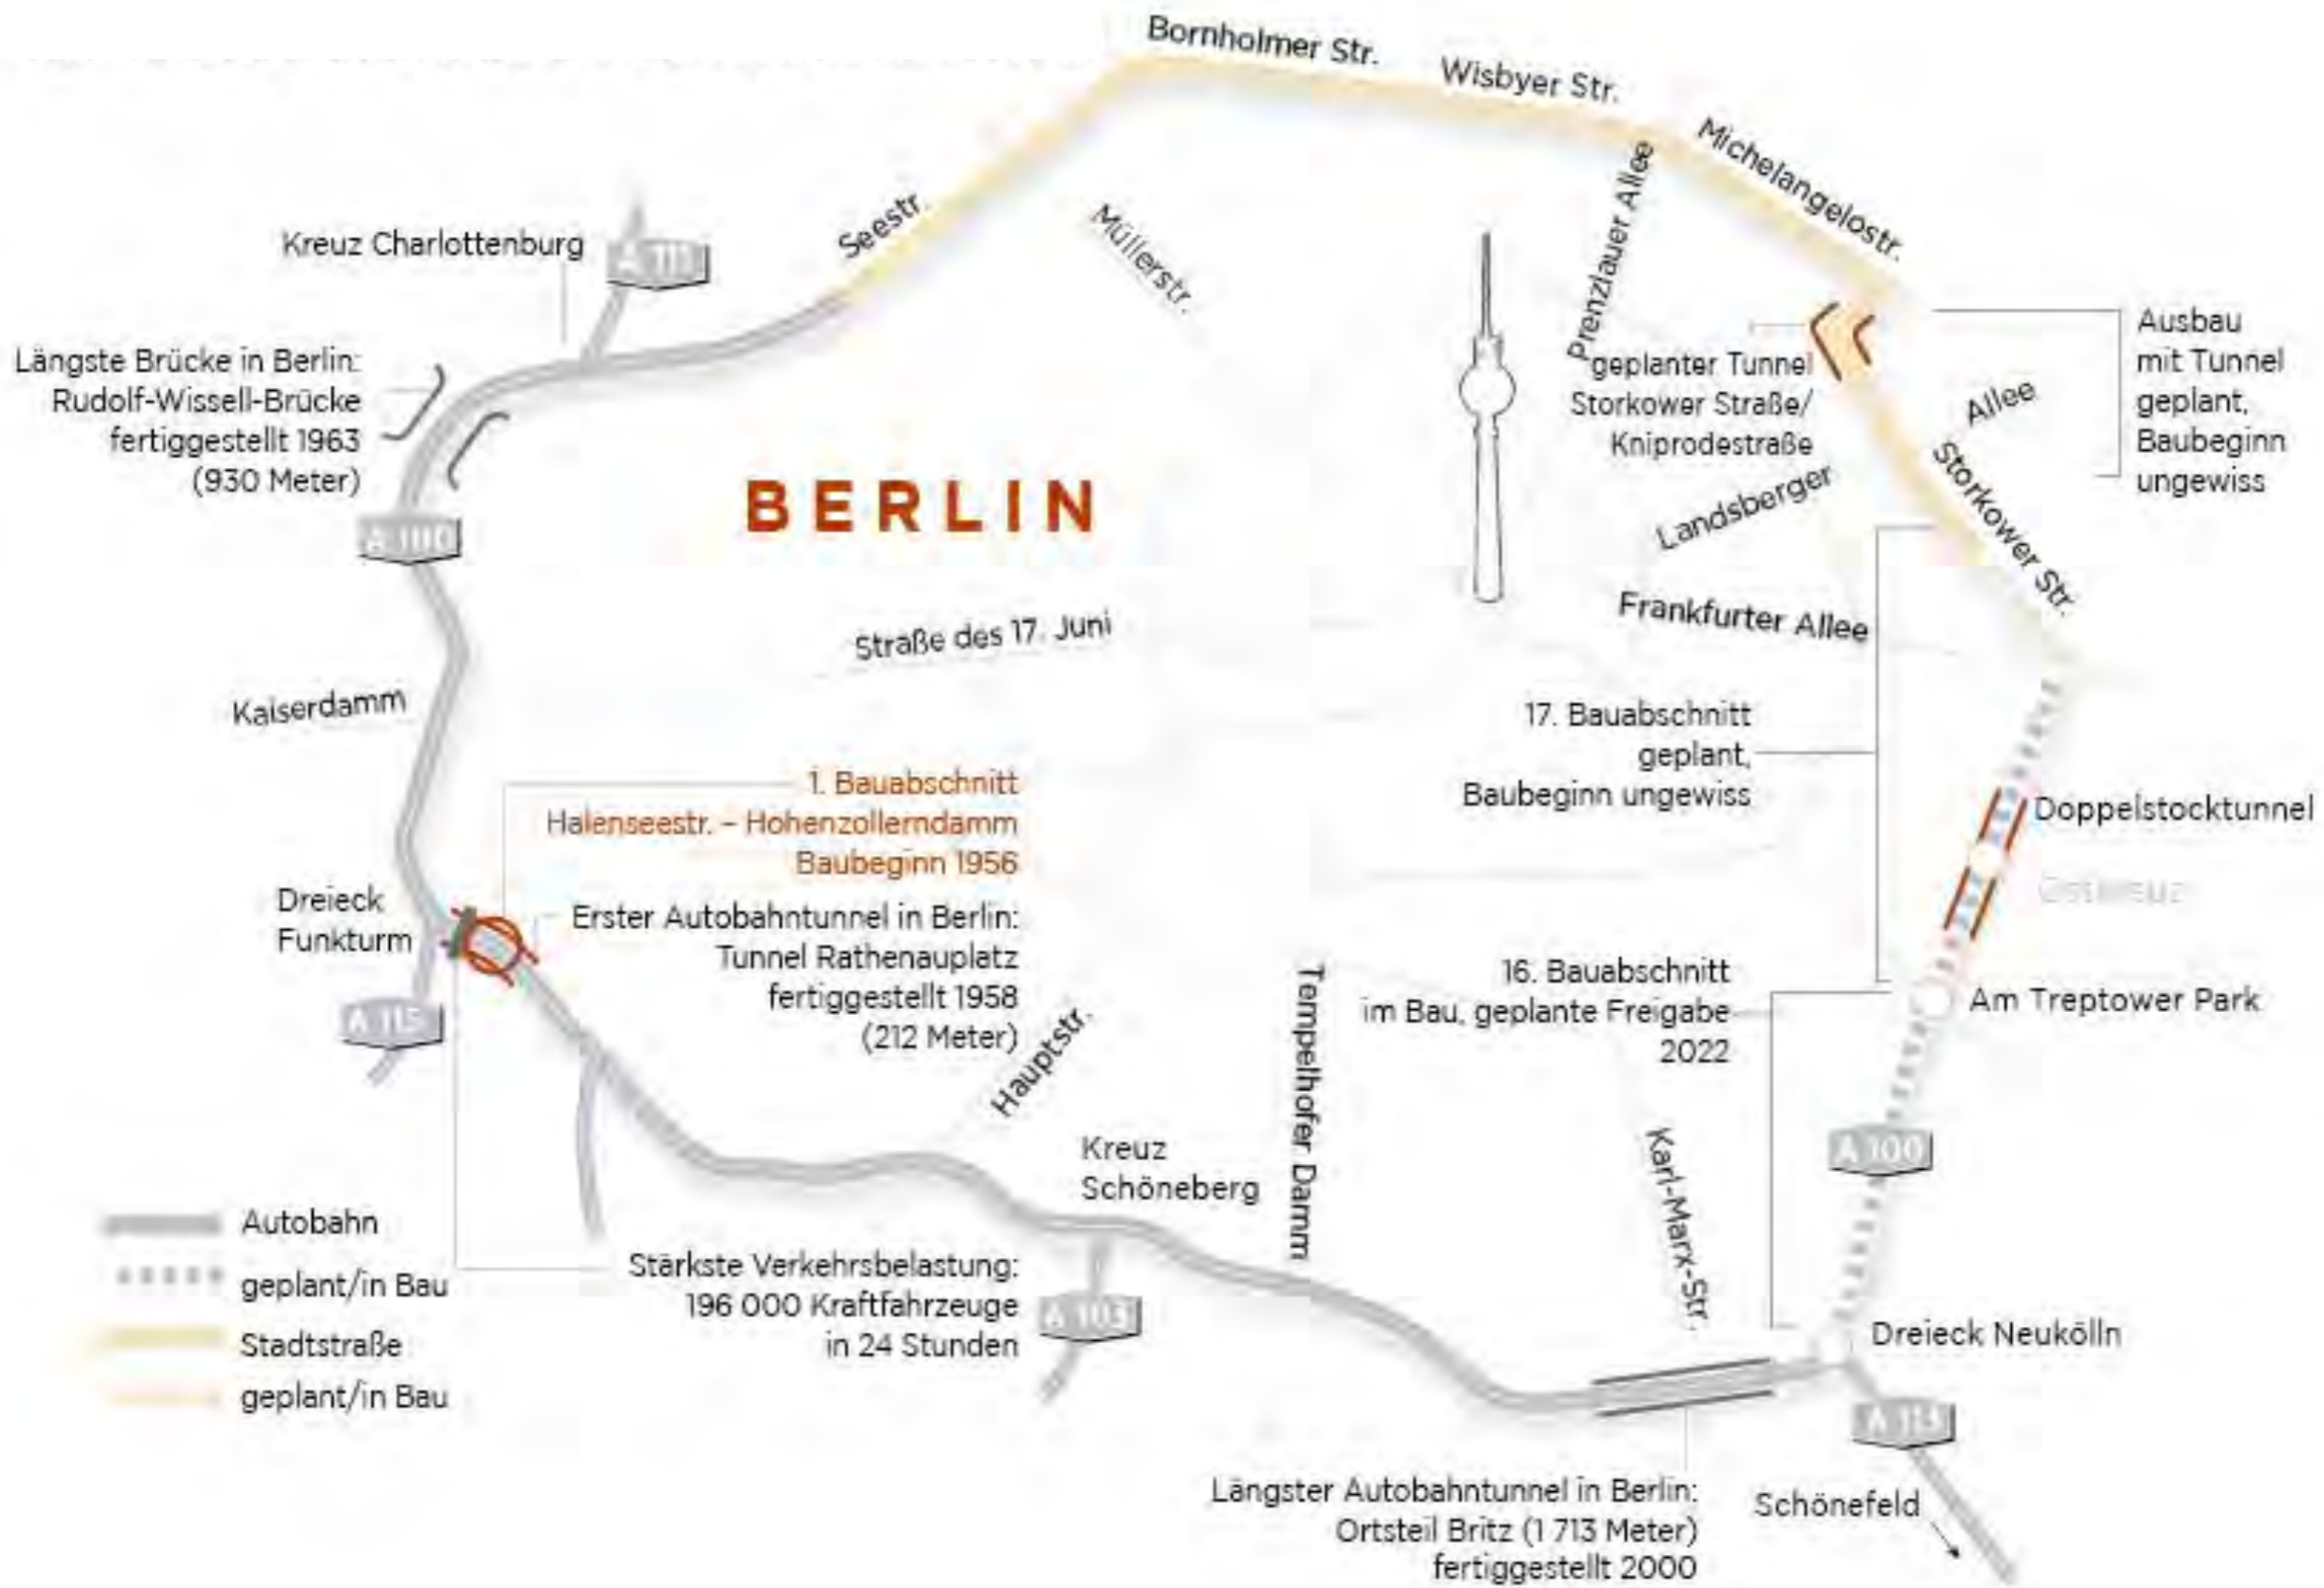 Bornholmer Str.
Wisbyer Str.
Michelangelostr.
Prenzlauer Allee
Seestr.
Müllerstr.
Kreuz Charlottenburg
A 111
Längste Brücke in Berlin:
Rudolf-Wissell-Brücke
fertiggestellt 1963
(930 Meter)
A 100
geplanter Tunnel
Storkower Straße/
Kniprodestraße
Ausbau
mit Tunnel
geplant,
Baubeginn
ungewiss
Landsberger Allee
Storkower Str.
BERLIN
Frankfurter Allee
Straße des 17. Juni
Kaiserdamm
17. Bauabschnitt
geplant,
Baubeginn ungewiss
1. Bauabschnitt
Halenseestr. – Hohenzollerndamm
Baubeginn 1956
Doppelstocktunnel
Ostkreuz
Dreieck
Funkturm
Erster Autobahntunnel in Berlin:
Tunnel Rathenauplatz
fertiggestellt 1958
(212 Meter)
A 115
16. Bauabschnitt
im Bau, geplante Freigabe
2022
Am Treptower Park
Hauptstr.
Tempelhofer Damm
Kreuz
Schöneberg
A 100
Karl-Marx-Str.
Autobahn
geplant/in Bau
Stadtstraße
geplant/in Bau
Stärkste Verkehrsbelastung:
196 000 Kraftfahrzeuge
in 24 Stunden
A 103
Dreieck Neukölln
A 113
Längster Autobahntunnel in Berlin:
Ortsteil Britz (1 713 Meter)
fertiggestellt 2000
Schönefeld